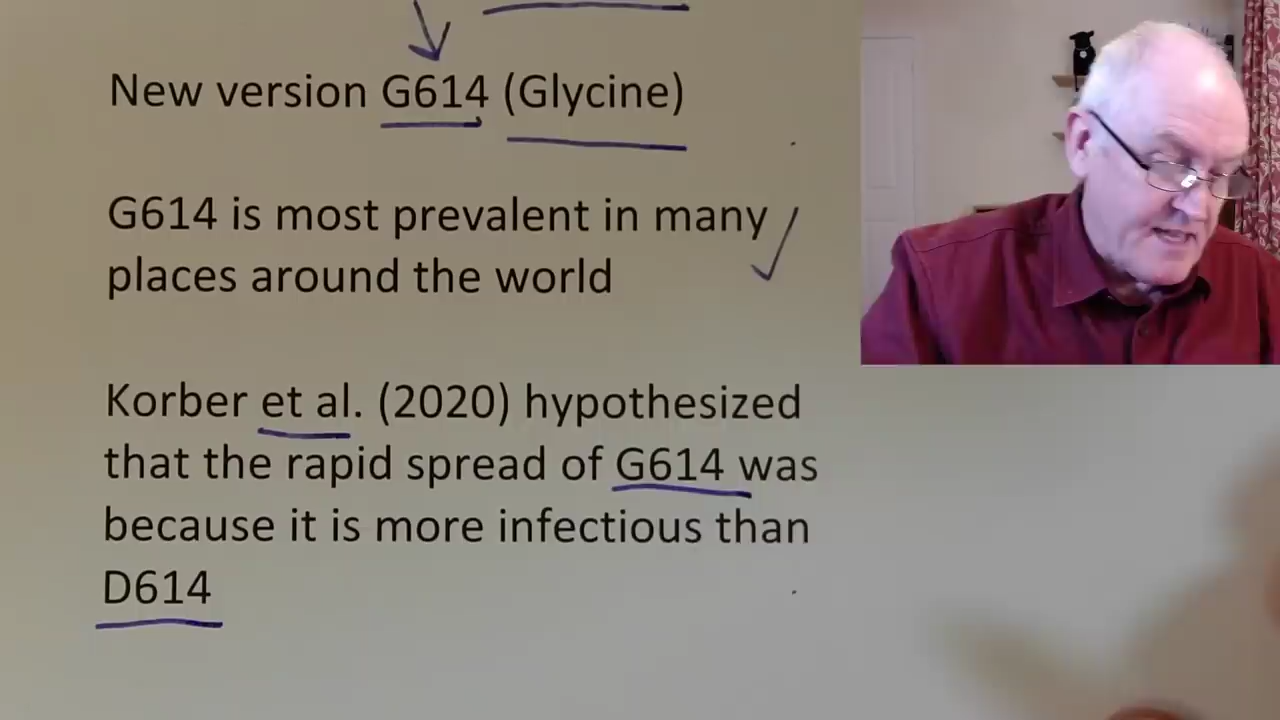 New version G614 (Glycine)
G614 is most prevalent in many
places around the world
Korber et al. (2020) hypothesized
that the rapid spread of G614 was
because it is more infectious than
D614